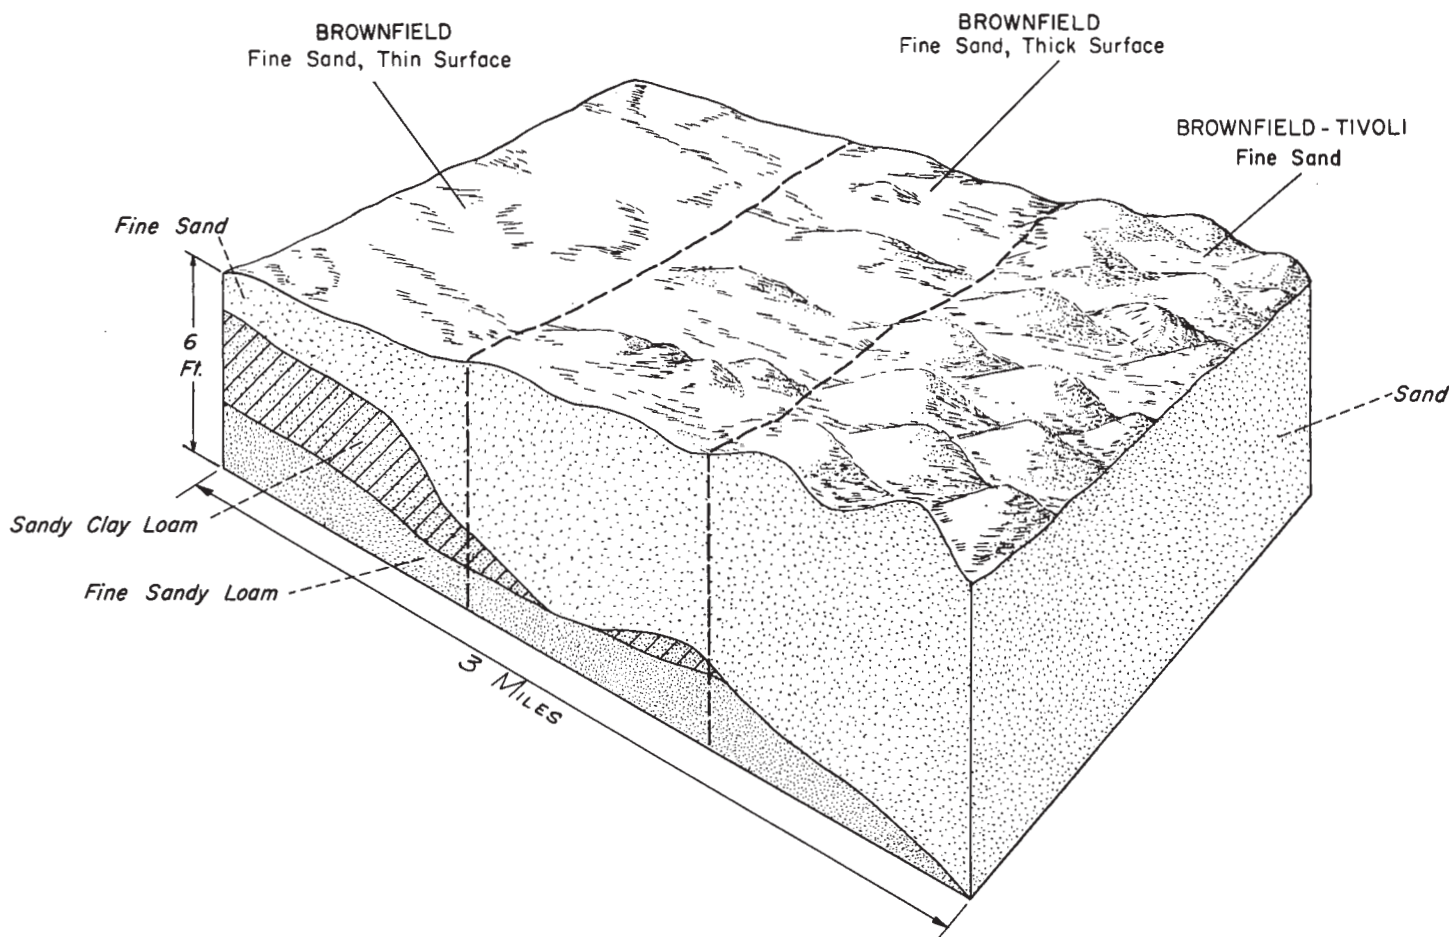 BROWNFIELD
Fine Sand, Thin Surface
BROWNFIELD
Fine Sand, Thick Surface
BROWNFIELD - TIVOLI
Fine Sand
Fine Sand
6
Ft.
Sand
Sandy Clay Loam
Fine Sandy Loam
3 MILES